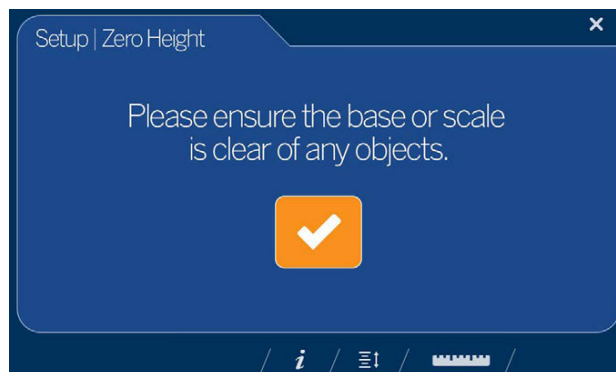 Setup | Zero Height
Please ensure the base or scale
is clear of any objects.
i